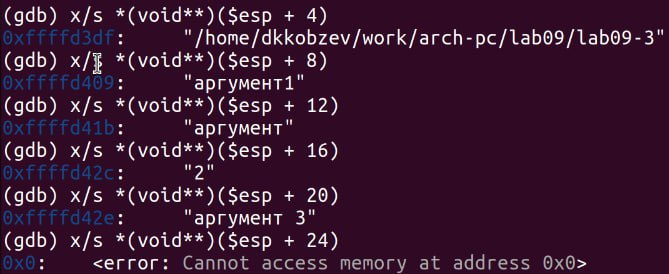 (gdb) x/s *(void**)($esp + 4)
0xffffd3df:     "/home/dkkobzev/work/arch-pc/lab09/lab09-3"
(gdb) x/s *(void**)($esp + 8)
0xffffd409:     "аргумент1"
(gdb) x/s *(void**)($esp + 12)
0xffffd41b:     "аргумент"
(gdb) x/s *(void**)($esp + 16)
0xffffd42c:     "2"
(gdb) x/s *(void**)($esp + 20)
0xffffd42e:     "аргумент 3"
(gdb) x/s *(void**)($esp + 24)
0x0:    <error: Cannot access memory at address 0x0>